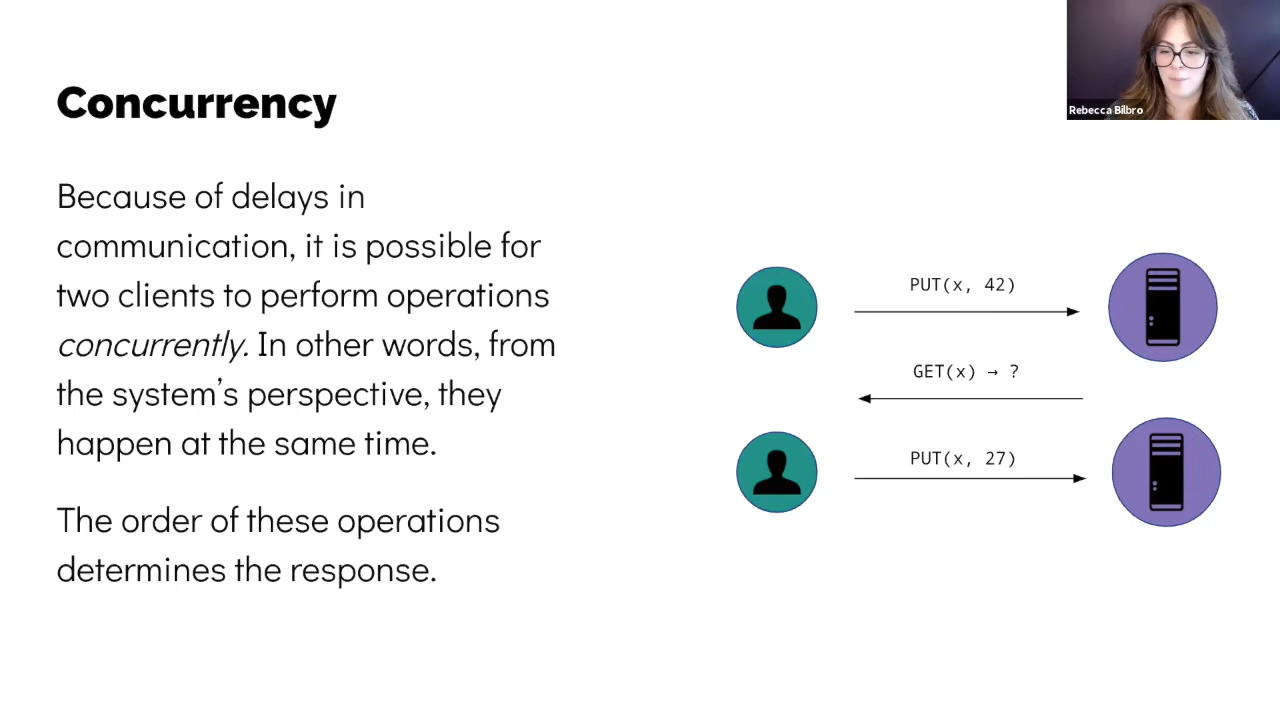 Concurrency
Rebecca Bilbro
Because of delays in
communication, it is possible for
two clients to perform operations
concurrently. In other words, from
the system’s perspective, they
happen at the same time.
The order of these operations
determines the response.
PUT(x, 42)
GET(x) → ?
PUT(x, 27)